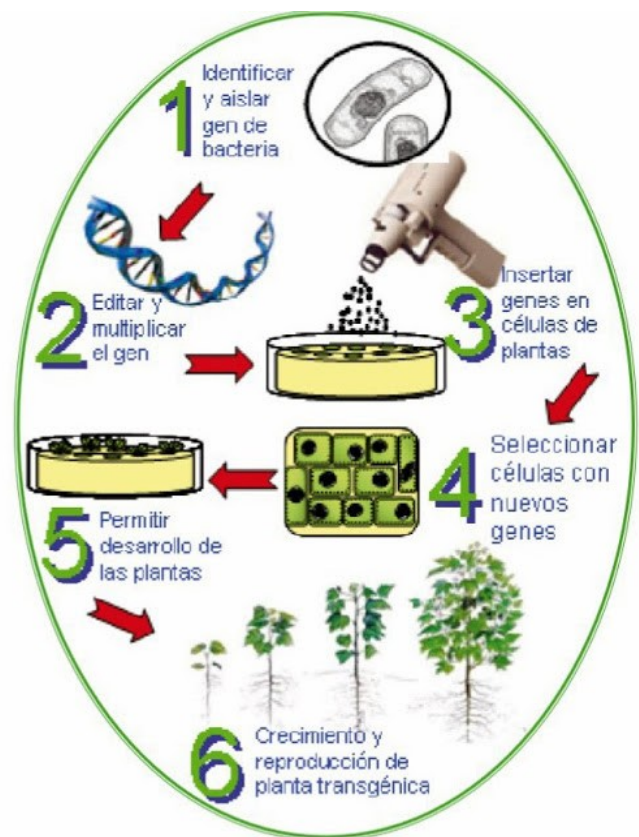 1
Identificar
y aislar
gen de
bacteria
2
Editar y
multiplicar
el gen
3
Insertar
genes en
células de
plantas
4
Seleccionar
células con
nuevos
genes
5
Permitir
desarrollo de
las plantas
6
Crecimiento y
reproducción de
planta transgénica